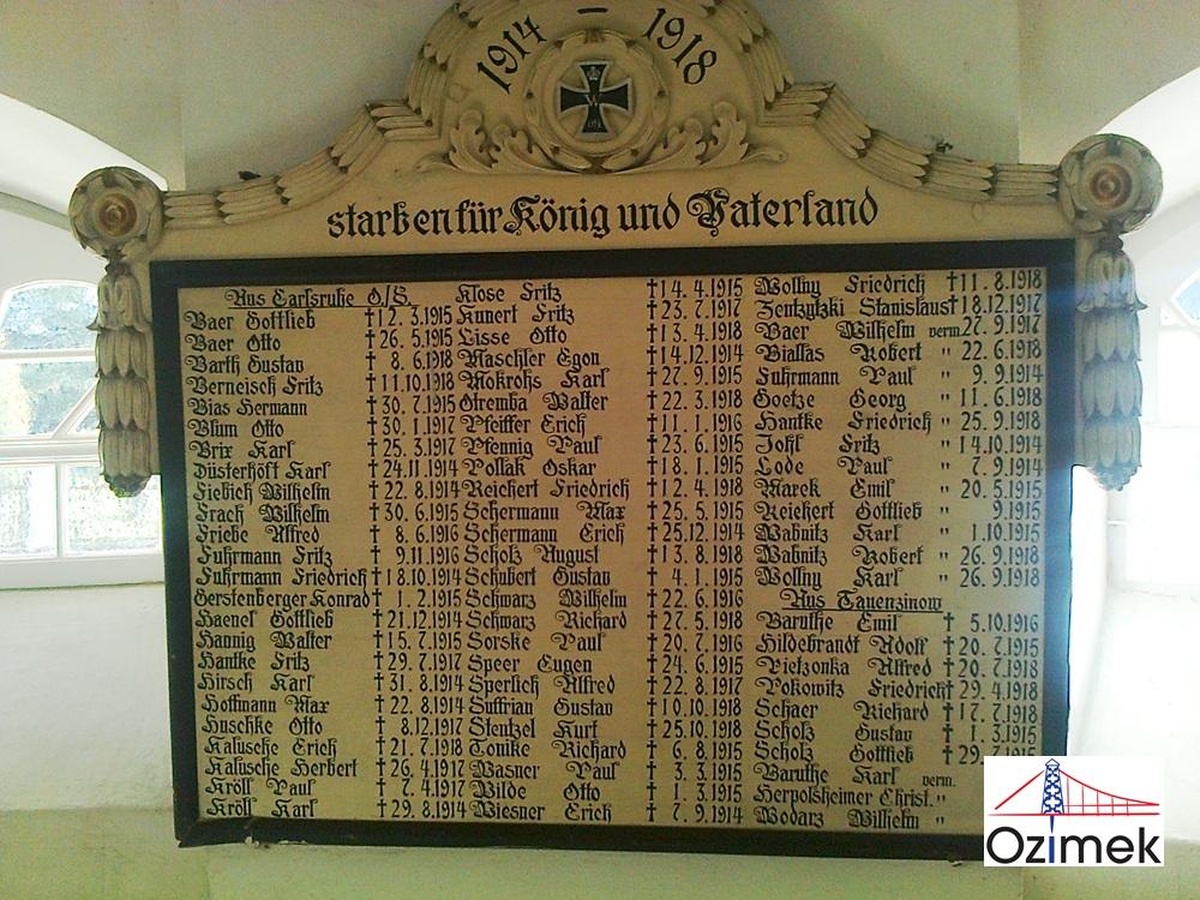 1914 – 1918
starben für König und Vaterland
Aus Carlsruhe O./S.
Baer Gottlieb †12. 3.1915
Baer Otto †26. 5.1915
Barth Gustav † 8. 6.1918
Berneisch Fritz †11.10.1918
Bias Hermann †30. 7.1915
Blum Otto †30. 1.1917
Brix Karl †25. 3.1917
Düsterhöft Karl †24.11.1914
Fiebich Wilhelm †22. 8.1914
Frach Wilhelm †30. 6.1915
Friebe Alfred † 8. 6.1916
Fuhrmann Fritz † 9.11.1916
Fuhrmann Friedrich †18.10.1914
Gerstenberger Konrad † 1. 2.1915
Haenel Gottlieb †21.12.1914
Hannig Walter †15. 7.1915
Hantke Fritz †29. 7.1917
Hirsch Karl †31. 8.1914
Hoffmann Max †22. 8.1914
Huschke Otto † 8.12.1917
Kalusche Erich †21. 7.1918
Kalusche Herbert †26. 4.1917
Kröll Paul † 7. 4.1917
Kröll Karl †29. 8.1914
Klose Fritz †14. 4.1915
Kunert Fritz †23. 7.1917
Lisse Otto †13. 4.1918
Maschler Egon †14.12.1914
Mokrohs Karl †27. 9.1915
Otremba Walter †22. 3.1918
Pfeiffer Erich †11. 1.1916
Pfennig Paul †23. 6.1915
Pollak Oskar †18. 1.1915
Reichert Friedrich †12. 4.1918
Schermann Max †25. 5.1915
Schermann Erich †25.12.1914
Scholz August †13. 8.1918
Schubert Gustav † 4. 1.1915
Schwarz Wilhelm †22. 6.1916
Schwarz Richard †27. 5.1918
Sorske Paul †20. 7.1916
Speer Eugen †24. 6.1915
Sperlich Alfred †22. 8.1917
Suffrian Gustav †10.10.1918
Stentzel Kurt †25.10.1918
Tonike Richard † 6. 8.1915
Wasner Paul † 3. 3.1915
Wilde Otto † 1. 3.1915
Wiesner Erich † 7. 9.1914
Wollny Friedrich †11. 8.1918
Zentzytzki Stanislaus †18.12.1917
Baer Wilhelm verm. 27. 9.1917
Biallas Robert " 22. 6.1918
Fuhrmann Paul " 9. 9.1914
Goetze Georg " 11. 6.1918
Hantke Friedrich " 25. 9.1918
Johl Fritz " 14.10.1914
Lode Paul " 7. 9.1914
Marek Emil " 20. 5.1915
Reichert Gottlieb " 9.1915
Wabnitz Karl " 1.10.1915
Wabnitz Robert " 26. 9.1918
Wollny Karl " 26. 9.1918
Aus Tauenzinow
Baruthe Emil † 5.10.1916
Hildebrandt Adolf †20. 7.1915
Pietzonka Alfred †20. 7.1918
Pokowitz Friedrich †29. 4.1918
Schaer Richard †17. 7.1918
Scholz Gustav † 1. 3.1915
Scholz Gottlieb †29. 7.1915
Baruthe Karl verm.
Herpolsheimer Christ. "
Wodarz Wilhelm "
Ozimek